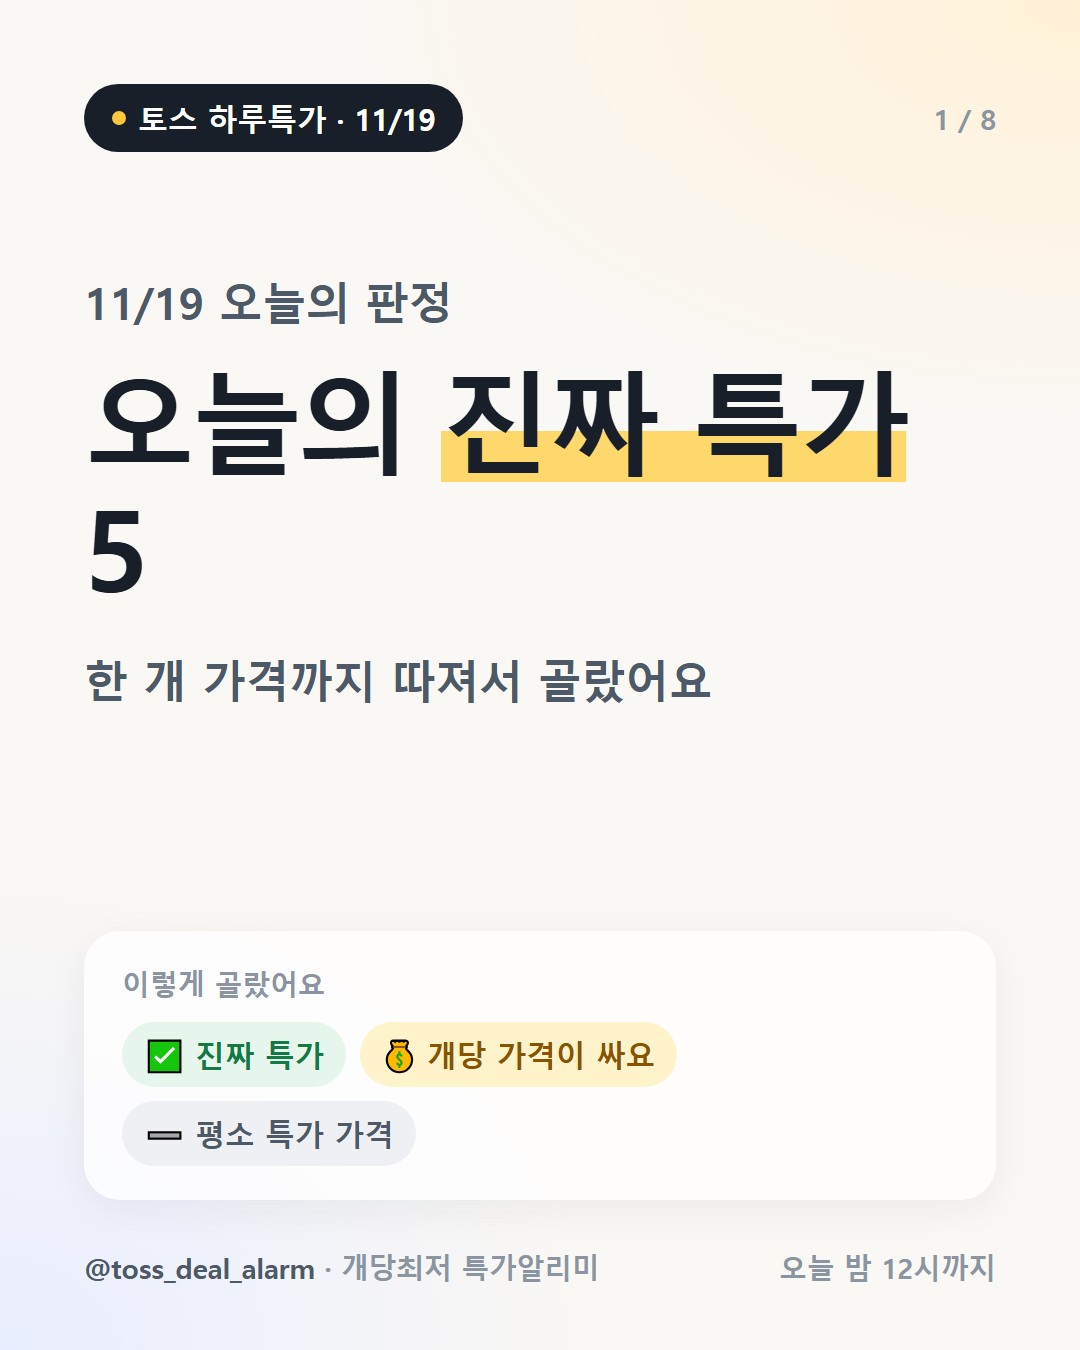 토스 하루특가 · 11/19
1 / 8
11/19 오늘의 판정
오늘의 진짜 특가
5
한 개 가격까지 따져서 골랐어요
이렇게 골랐어요
✅ 진짜 특가
💰 개당 가격이 싸요
➖ 평소 특가 가격
@toss_deal_alarm · 개당최저 특가알리미
오늘 밤 12시까지